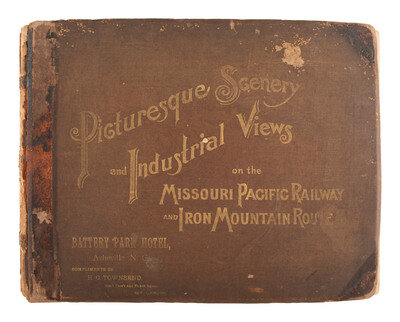 Picturesque Scenery
and Industrial Views
on the
Missouri Pacific Railway
and Iron Mountain Route
BATTERY PARK HOTEL,
Asheville N. C.
COMPLIMENTS OF
H. C. TOWNSEND